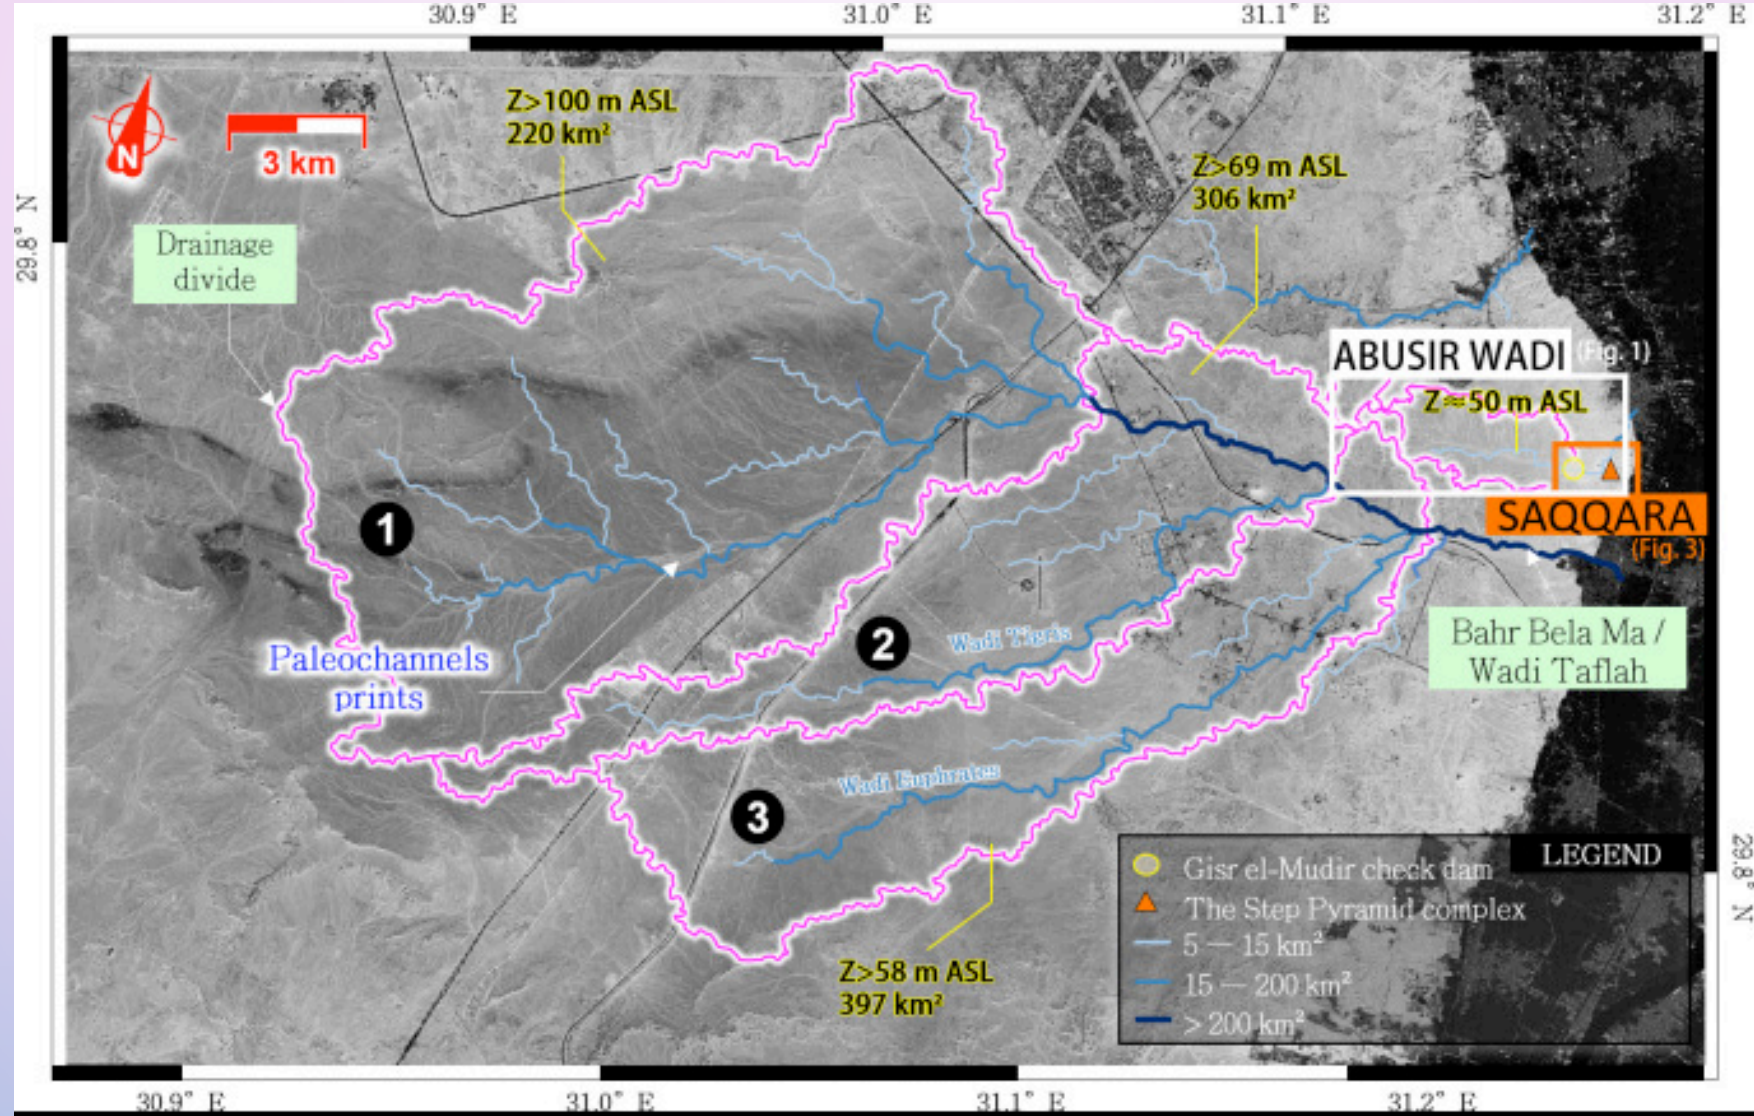 30.9° E
31.0° E
31.1° E
31.2° E
Z>100 m ASL
220 km²
N
3 km
Z>69 m ASL
306 km²
29.8° N
Drainage
divide
ABUSIR WADI (Fig. 1)
Z≈50 m ASL
1
SAQQARA
(Fig. 3)
2
Wadi Tigris
Bahr Bela Ma /
Wadi Taflah
Paleochannels
prints
Wadi Euphrates
3
LEGEND
Gisr el-Mudir check dam
The Step Pyramid complex
5 — 15 km²
15 — 200 km²
> 200 km²
29.8° N
Z>58 m ASL
397 km²
30.9° E
31.0° E
31.1° E
31.2° E